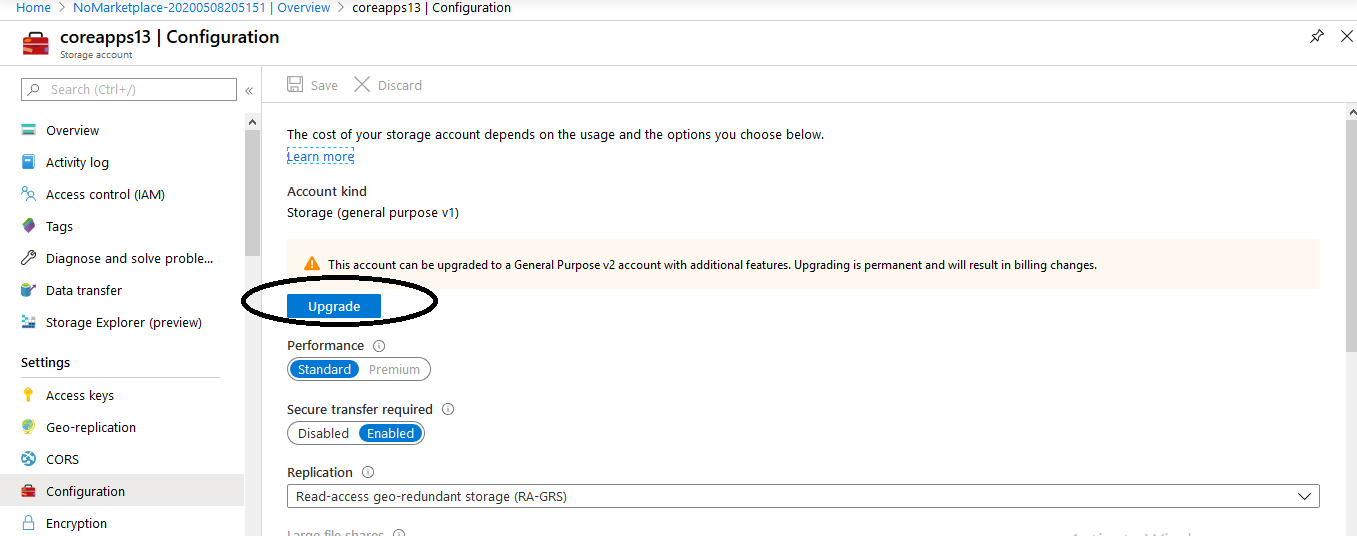 Home > NoMarketplace-20200508205151 | Overview > coreapps13 | Configuration
coreapps13 | Configuration
Storage account
Search (Ctrl+/)
«
Overview
Activity log
Access control (IAM)
Tags
Diagnose and solve proble...
Data transfer
Storage Explorer (preview)
Settings
Access keys
Geo-replication
CORS
Configuration
Encryption
Save
Discard
The cost of your storage account depends on the usage and the options you choose below.
Learn more
Account kind
Storage (general purpose v1)
This account can be upgraded to a General Purpose v2 account with additional features. Upgrading is permanent and will result in billing changes.
Upgrade
Performance
Standard Premium
Secure transfer required
Disabled Enabled
Replication
Read-access geo-redundant storage (RA-GRS)
Large file shares